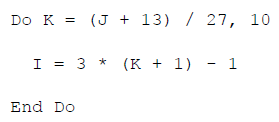 Do K = (J + 13) / 27, 10
I = 3 * (K + 1) - 1
End Do